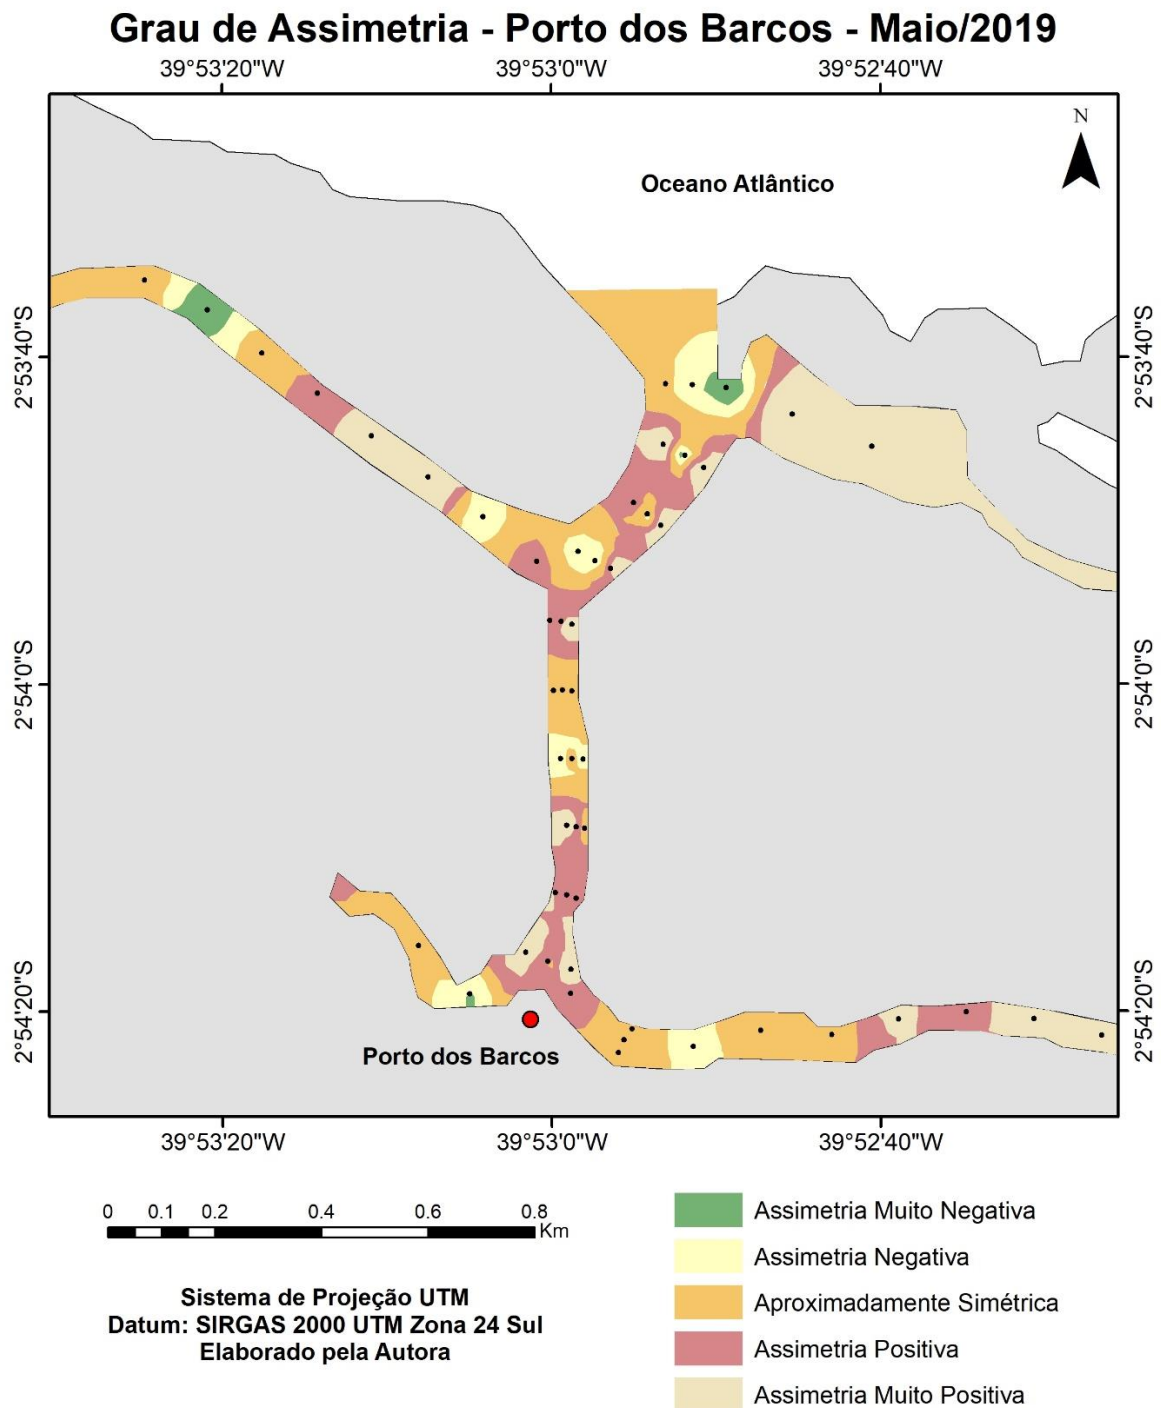 Grau de Assimetria - Porto dos Barcos - Maio/2019
39°53'20"W 39°53'0"W 39°52'40"W
N
Oceano Atlântico
2°53'40"S 2°53'40"S
2°54'0"S 2°54'0"S
2°54'20"S 2°54'20"S
Porto dos Barcos
39°53'20"W 39°53'0"W 39°52'40"W
0 0.1 0.2 0.4 0.6 0.8
Km
Sistema de Projeção UTM
Datum: SIRGAS 2000 UTM Zona 24 Sul
Elaborado pela Autora
Assimetria Muito Negativa
Assimetria Negativa
Aproximadamente Simétrica
Assimetria Positiva
Assimetria Muito Positiva